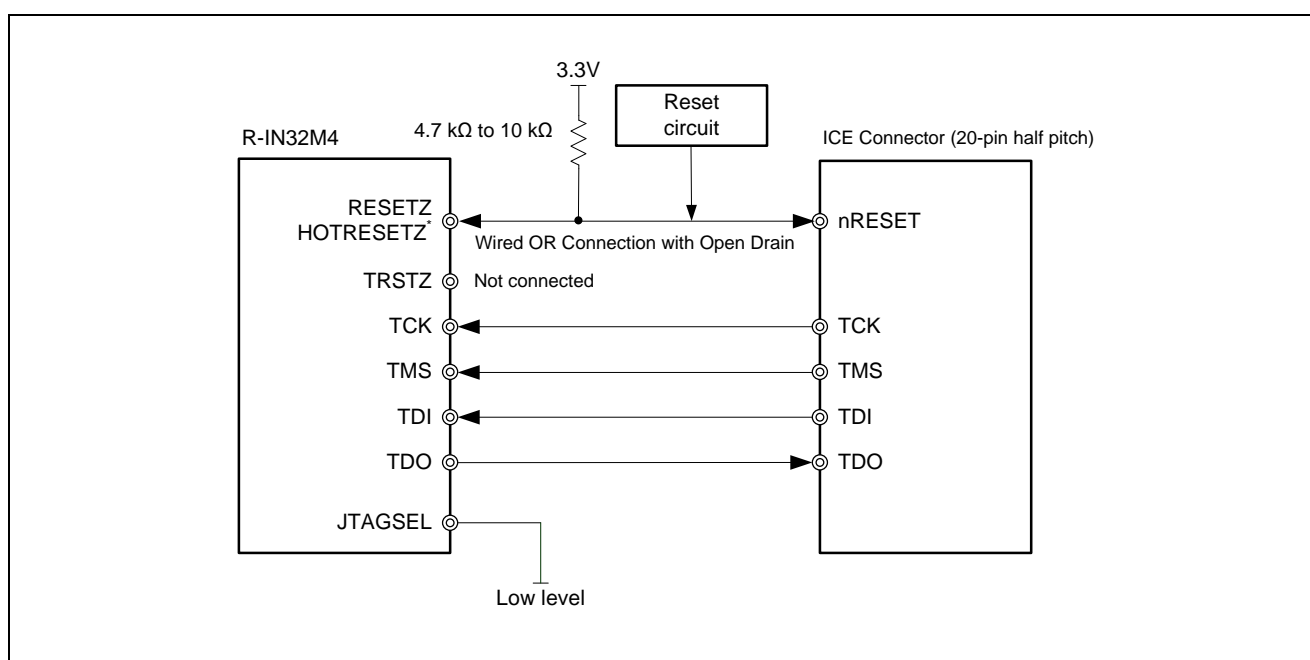 3.3V
Reset
circuit
4.7 kΩ to 10 kΩ
R-IN32M4
ICE Connector (20-pin half pitch)
RESETZ
HOTRESETZ*
nRESET
Wired OR Connection with Open Drain
TRSTZ
Not connected
TCK
TCK
TMS
TMS
TDI
TDI
TDO
TDO
JTAGSEL
Low level